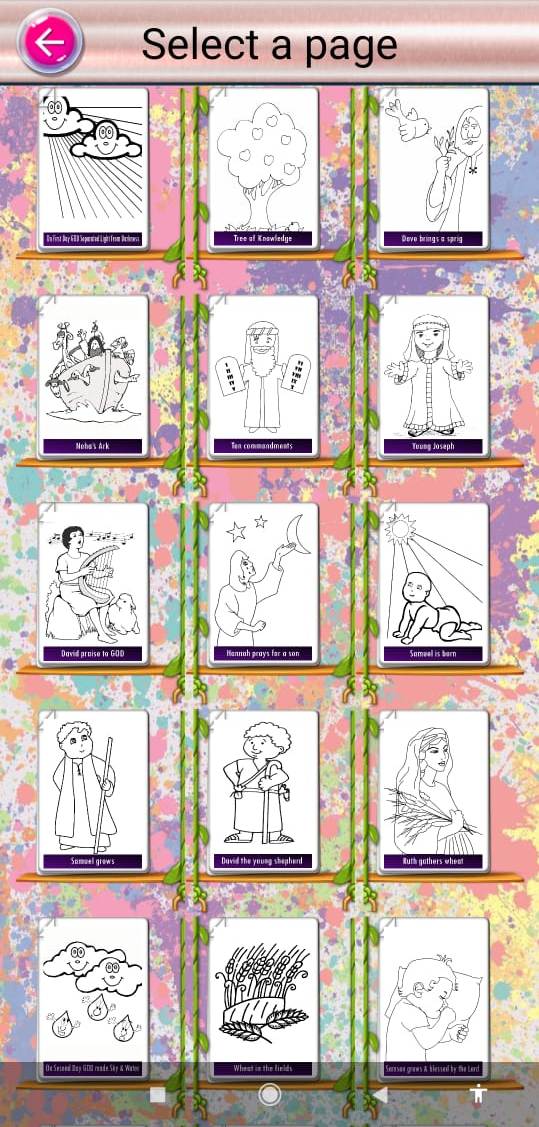 Select a page
On First Day GOD Separated Light from Darkness
Tree of Knowledge
Dove brings a sprig
Noha's Ark
Ten commandments
Young Joseph
David praise to GOD
Hannah prays for a son
Samuel is born
Samuel grows
David the young shepherd
Ruth gathers wheat
On Second Day GOD made Sky & Water
Wheat in the fields
Samson grows & blessed by the Lord